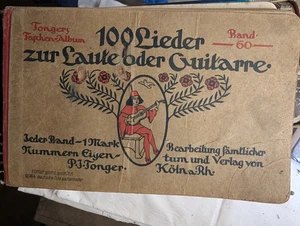 Tongers
Taschen-Album
100 Lieder
Band
60
zur Laute oder Guitarre.
Jeder Band - 1 Mark
Nummern Eigen-
P.J. Tonger.
Bearbeitung sämtlicher
tum und Verlag von
Köln a Rh.